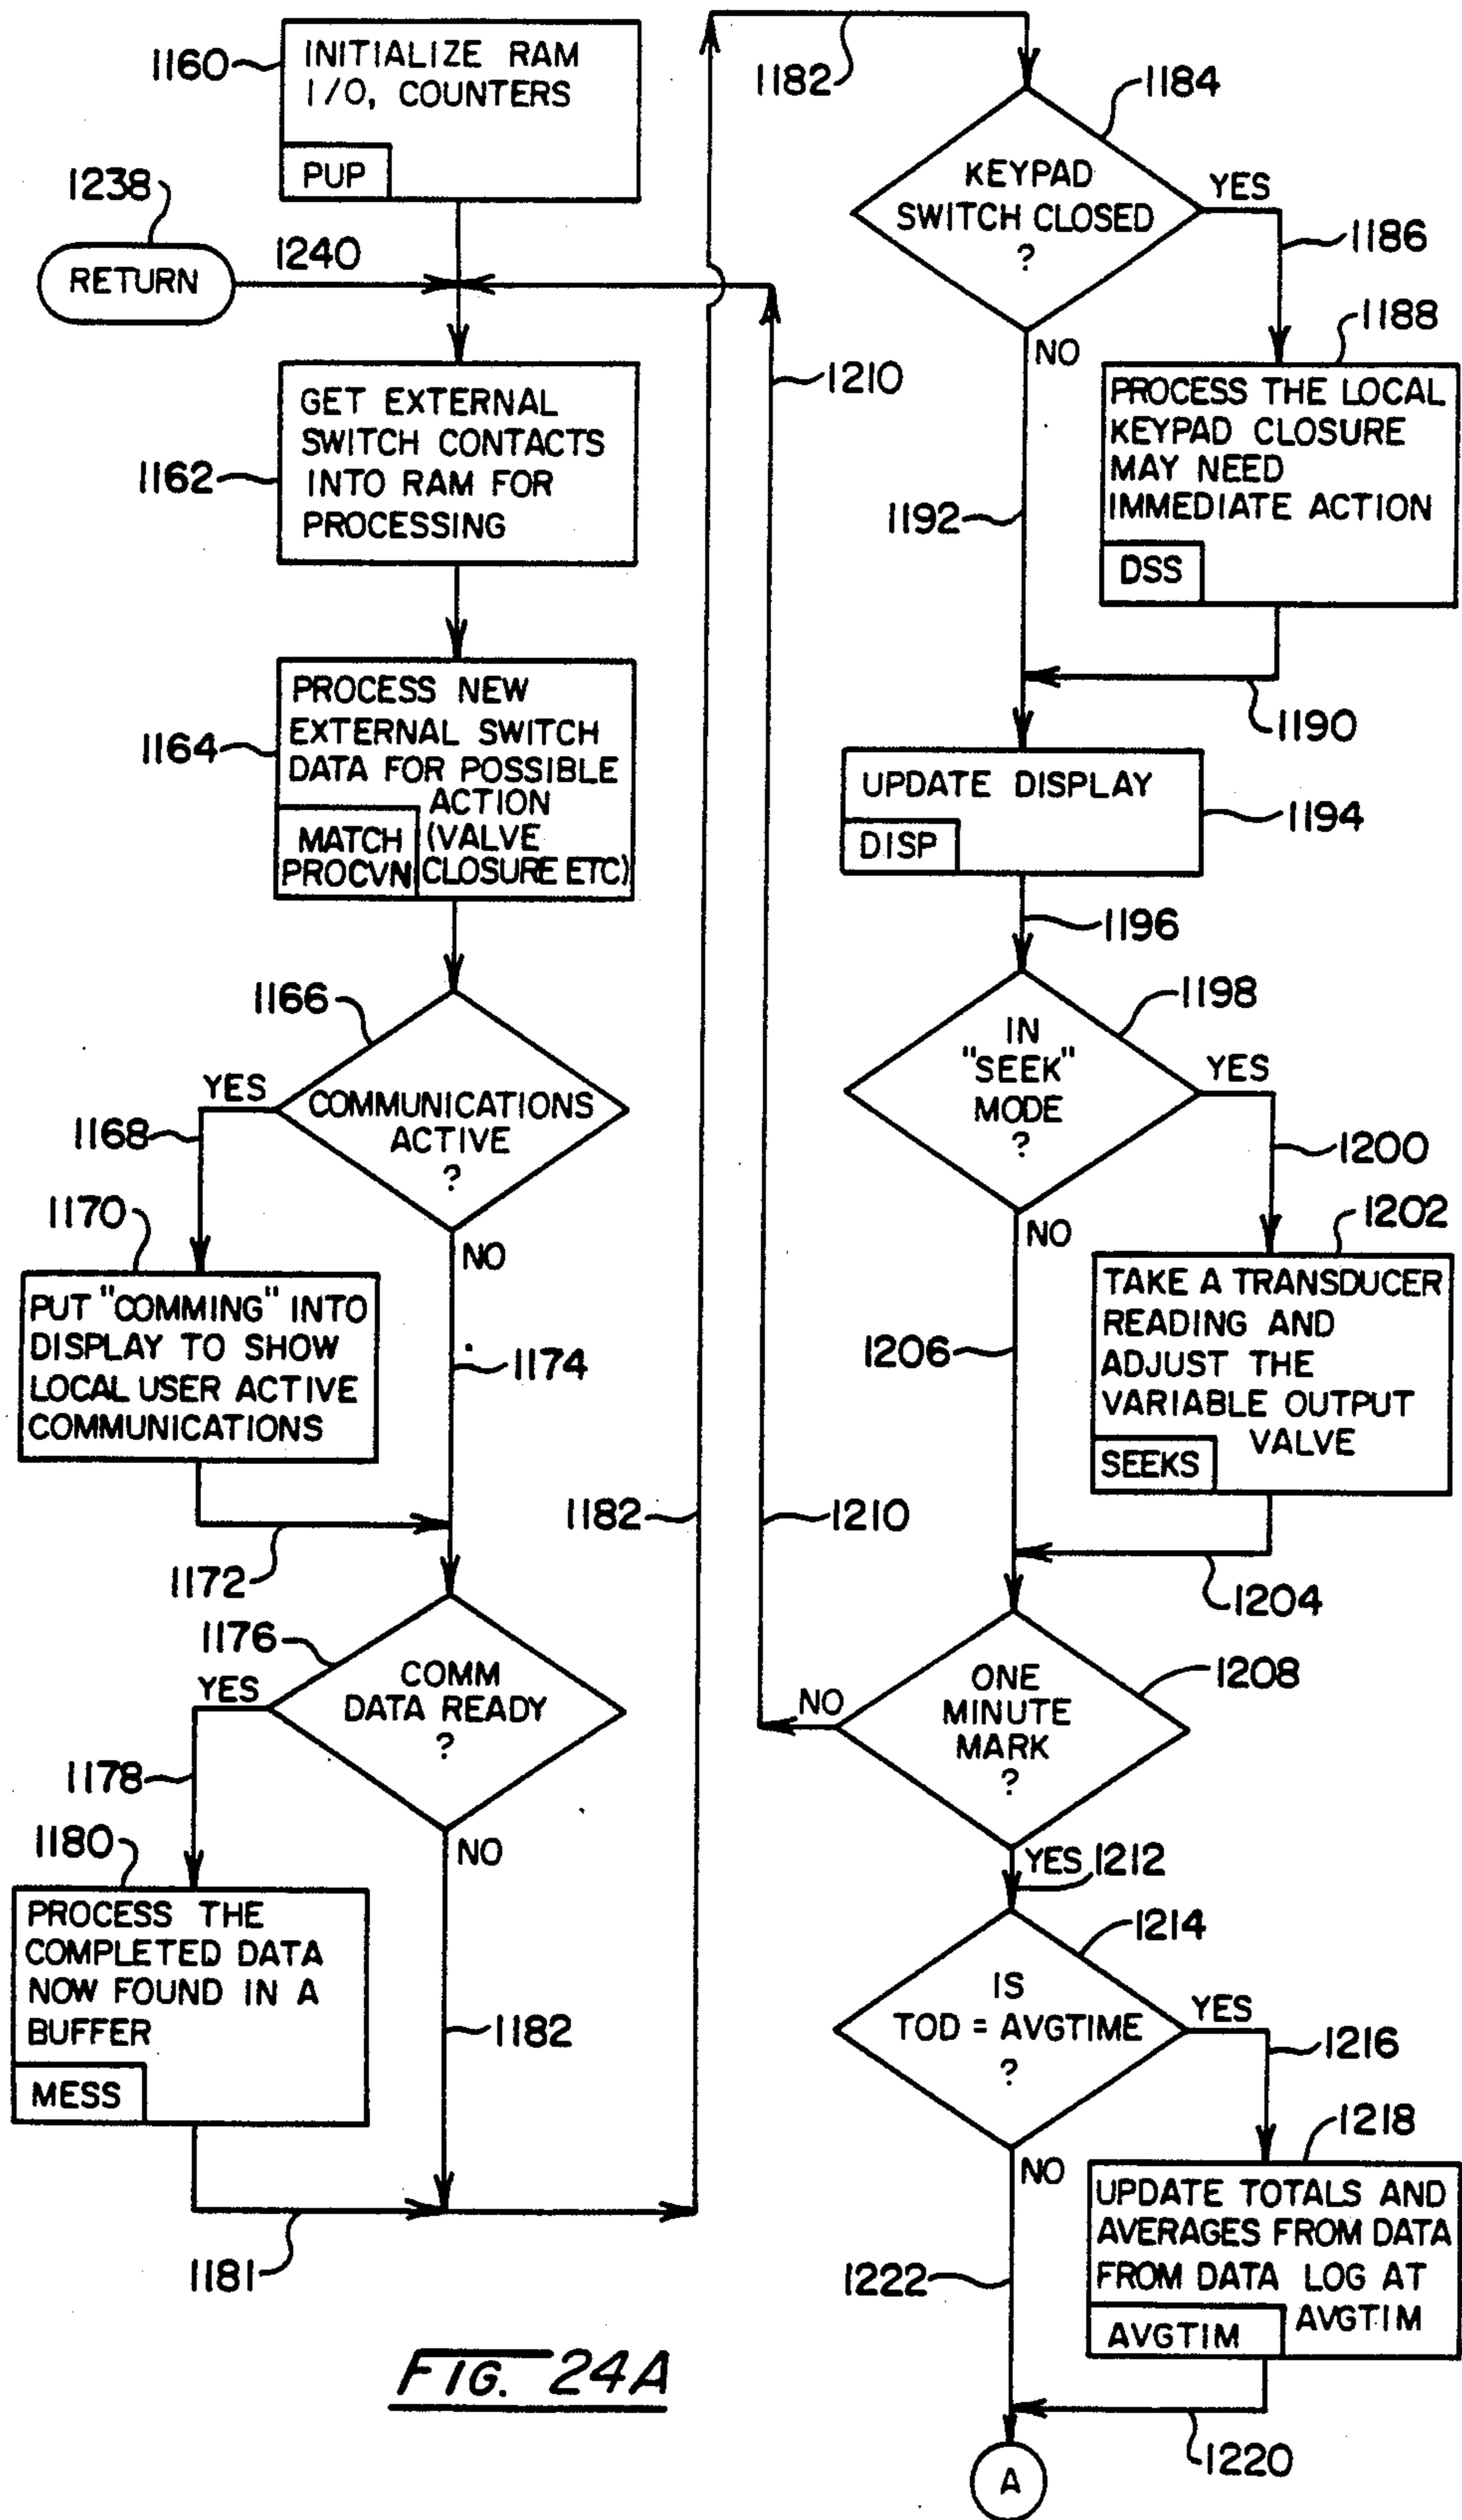 1160
INITIALIZE RAM
I/O, COUNTERS
PUP
1238
RETURN
1240
GET EXTERNAL
SWITCH CONTACTS
INTO RAM FOR
PROCESSING
1162
PROCESS NEW
EXTERNAL SWITCH
DATA FOR POSSIBLE
ACTION
(VALVE
CLOSURE ETC)
MATCH
PROCVN
1164
1166
COMMUNICATIONS
ACTIVE
?
YES
1168
NO
1170
PUT "COMMING" INTO
DISPLAY TO SHOW
LOCAL USER ACTIVE
COMMUNICATIONS
1174
1172
1176
COMM
DATA READY
?
YES
1178
NO
1180
PROCESS THE
COMPLETED DATA
NOW FOUND IN A
BUFFER
MESS
1182
1181
1182
1182
1184
KEYPAD
SWITCH CLOSED
?
YES
1186
NO
1188
PROCESS THE LOCAL
KEYPAD CLOSURE
MAY NEED
IMMEDIATE ACTION
DSS
1210
1192
1190
UPDATE DISPLAY
DISP
1194
1196
1198
IN
"SEEK"
MODE
?
YES
1200
NO
1202
TAKE A TRANSDUCER
READING AND
ADJUST THE
VARIABLE OUTPUT
VALVE
SEEKS
1206
1204
1210
1208
ONE
MINUTE
MARK
?
NO
YES 1212
1214
IS
TOD = AVGTIME
?
YES
1216
NO
1218
UPDATE TOTALS AND
AVERAGES FROM DATA
FROM DATA LOG AT
AVGTIM
AVGTIM
1222
1220
A
FIG. 24A